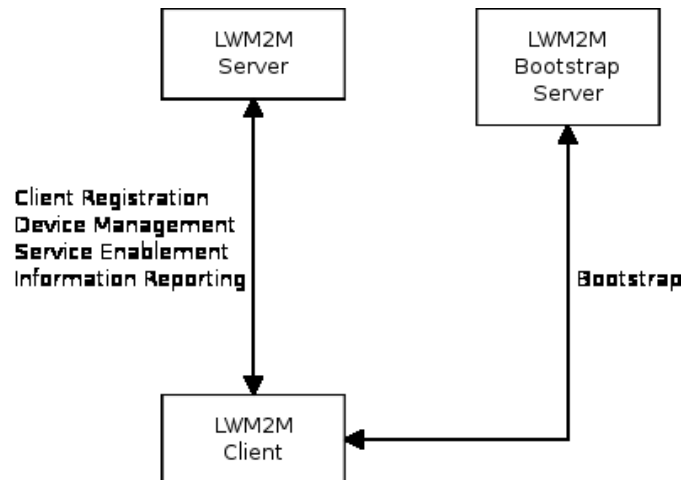 LWM2M
Server
LWM2M
Bootstrap
Server
Client Registration
Device Management
Service Enablement
Information Reporting
Bootstrap
LWM2M
Client